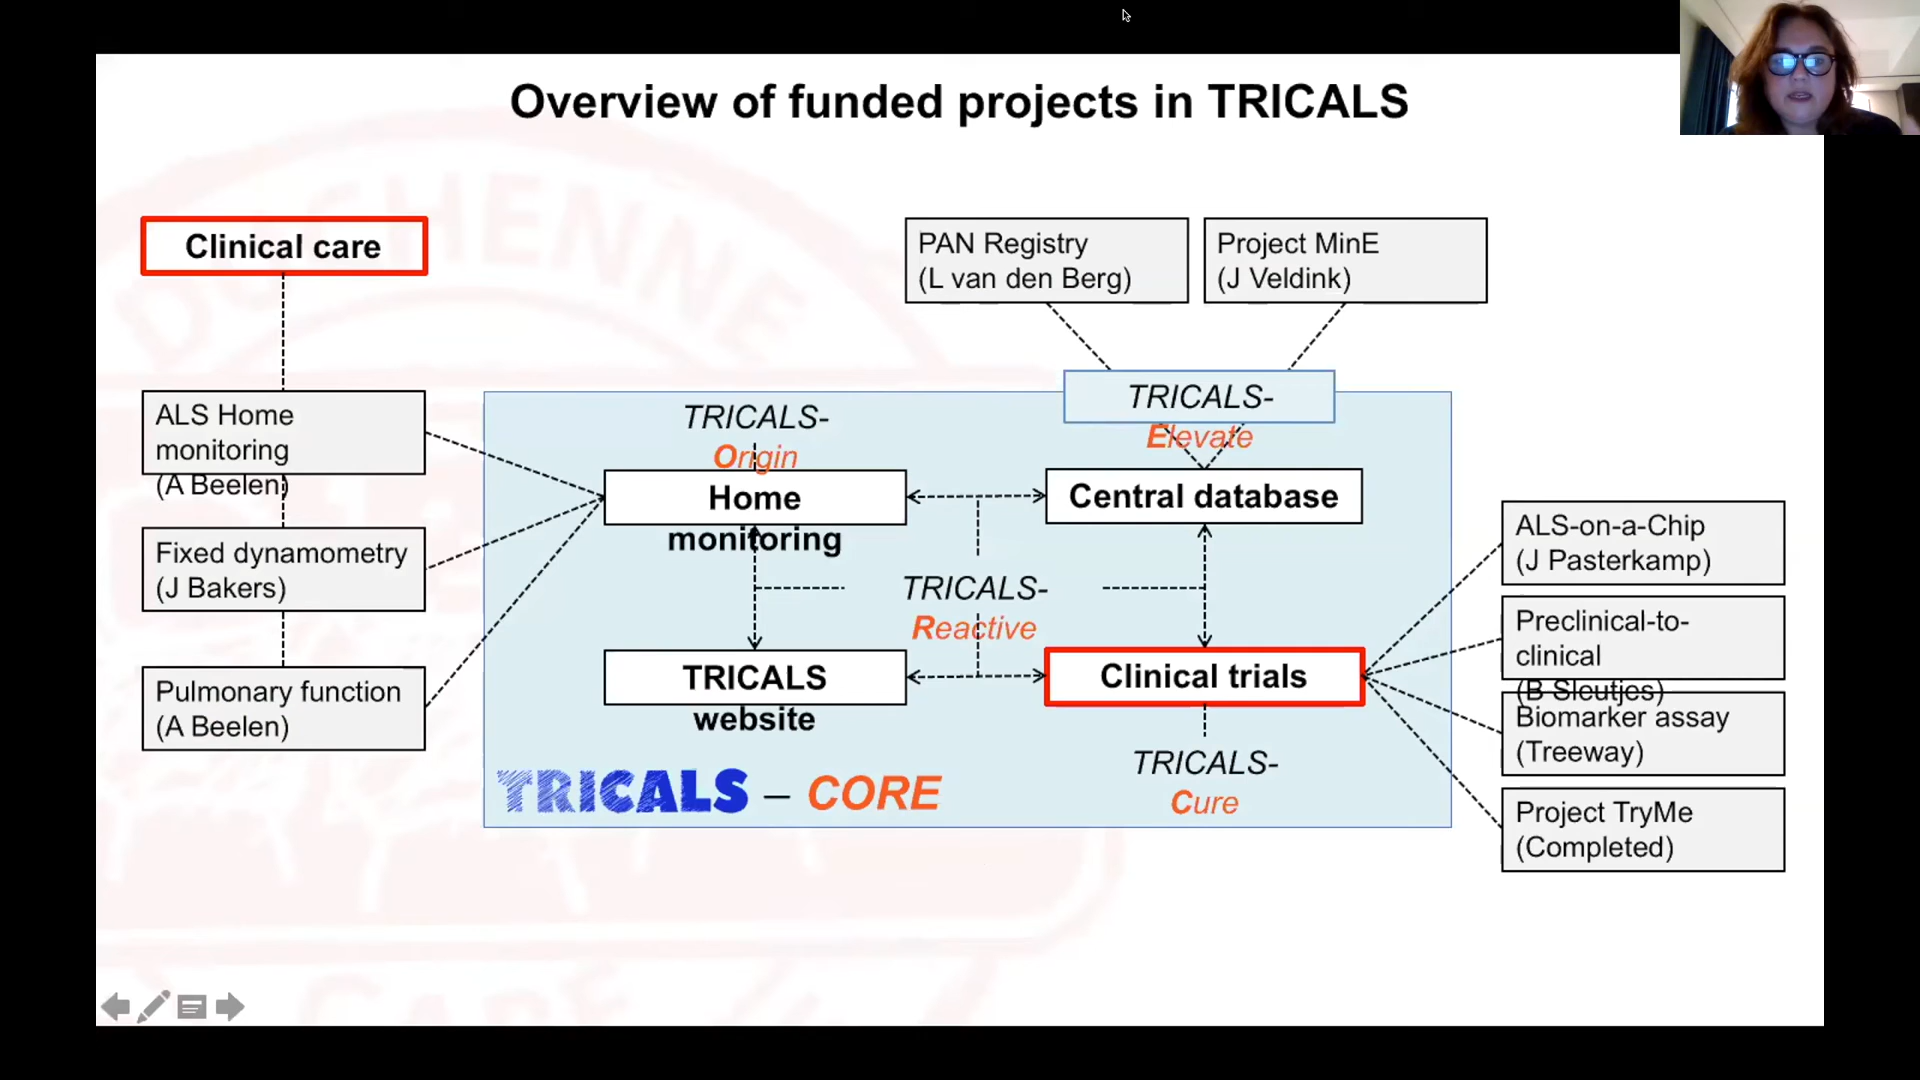 Overview of funded projects in TRICALS
Clinical care
PAN Registry
(L van den Berg)
Project MinE
(J Veldink)
ALS Home
monitoring
(A Beelen)
Fixed dynamometry
(J Bakers)
Pulmonary function
(A Beelen)
TRICALS-
Origin
Home
monitoring
TRICALS-
Elevate
Central database
TRICALS-
Reactive
TRICALS
website
Clinical trials
TRICALS-
Cure
TRICALS – CORE
ALS-on-a-Chip
(J Pasterkamp)
Preclinical-to-
clinical
(B Sleutjes)
Biomarker assay
(Treeway)
Project TryMe
(Completed)
DUCHENNE
CARE